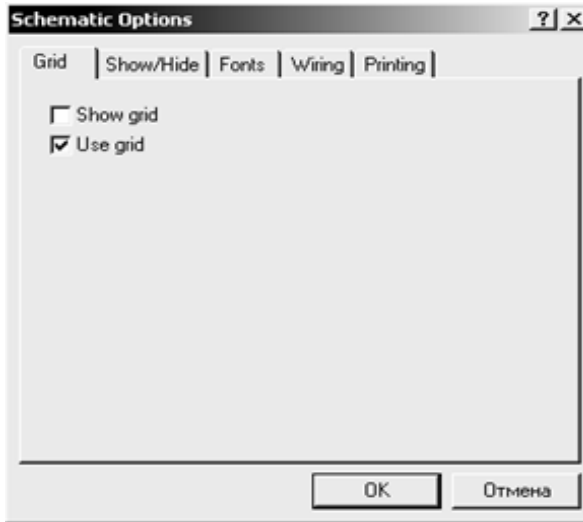 Schematic Options ? ×
Grid Show/Hide Fonts Wiring Printing
Show grid
Use grid
OK Отмена